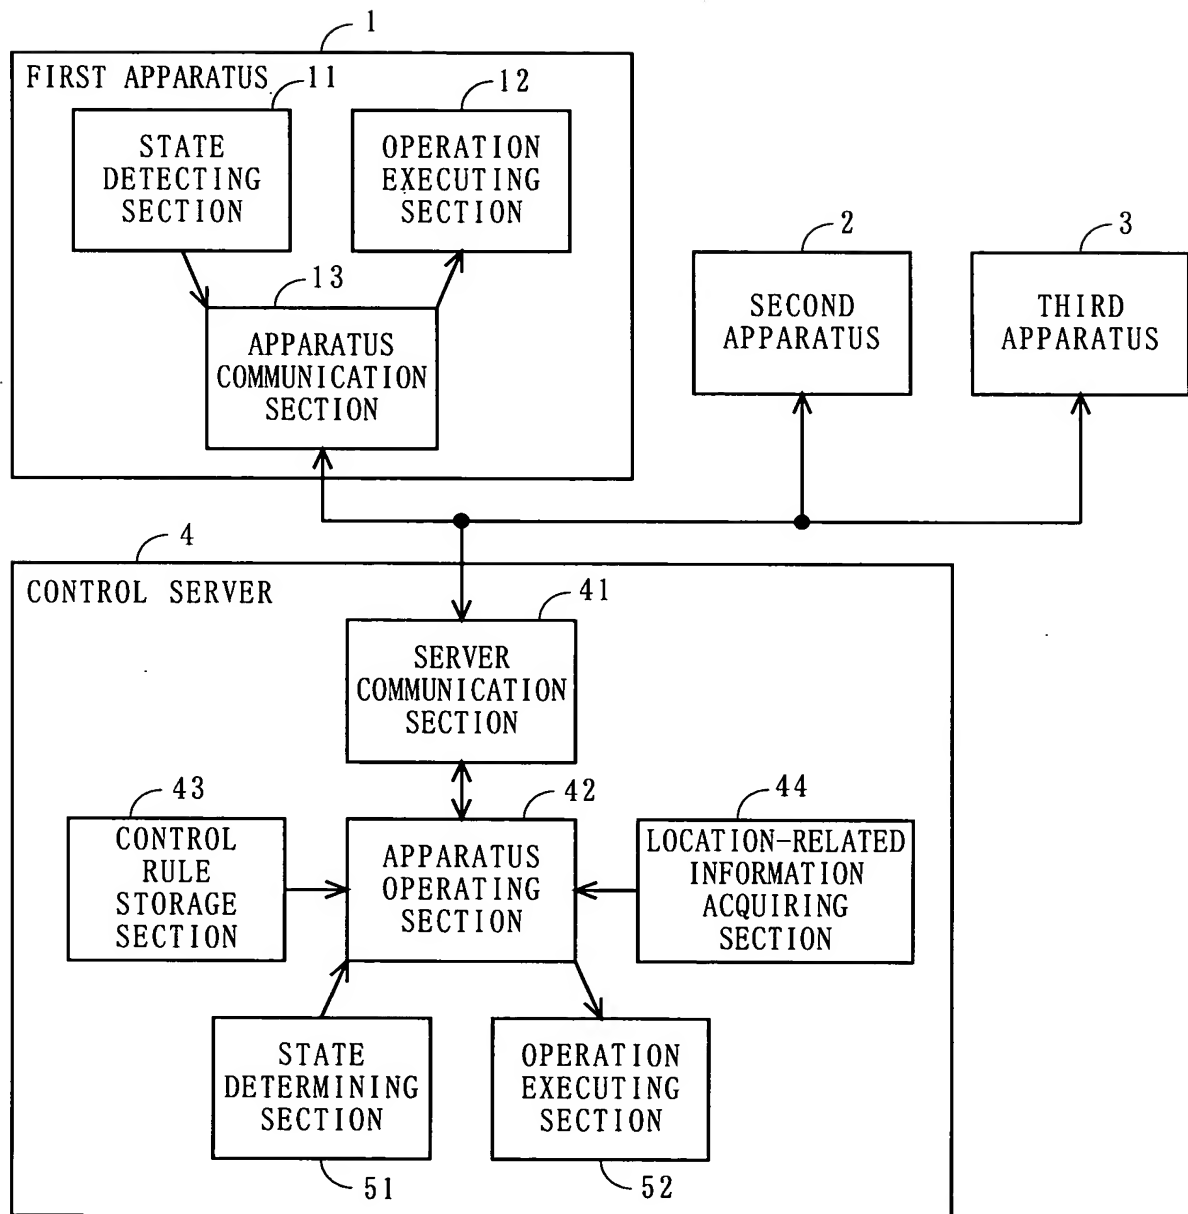 1
FIRST APPARATUS
11
12
STATE
DETECTING
SECTION
OPERATION
EXECUTING
SECTION
13
APPARATUS
COMMUNICATION
SECTION
2
3
SECOND
APPARATUS
THIRD
APPARATUS
4
CONTROL SERVER
41
SERVER
COMMUNICATION
SECTION
43
42
44
CONTROL
RULE
STORAGE
SECTION
APPARATUS
OPERATING
SECTION
LOCATION-RELATED
INFORMATION
ACQUIRING
SECTION
STATE
DETERMINING
SECTION
OPERATION
EXECUTING
SECTION
51
52